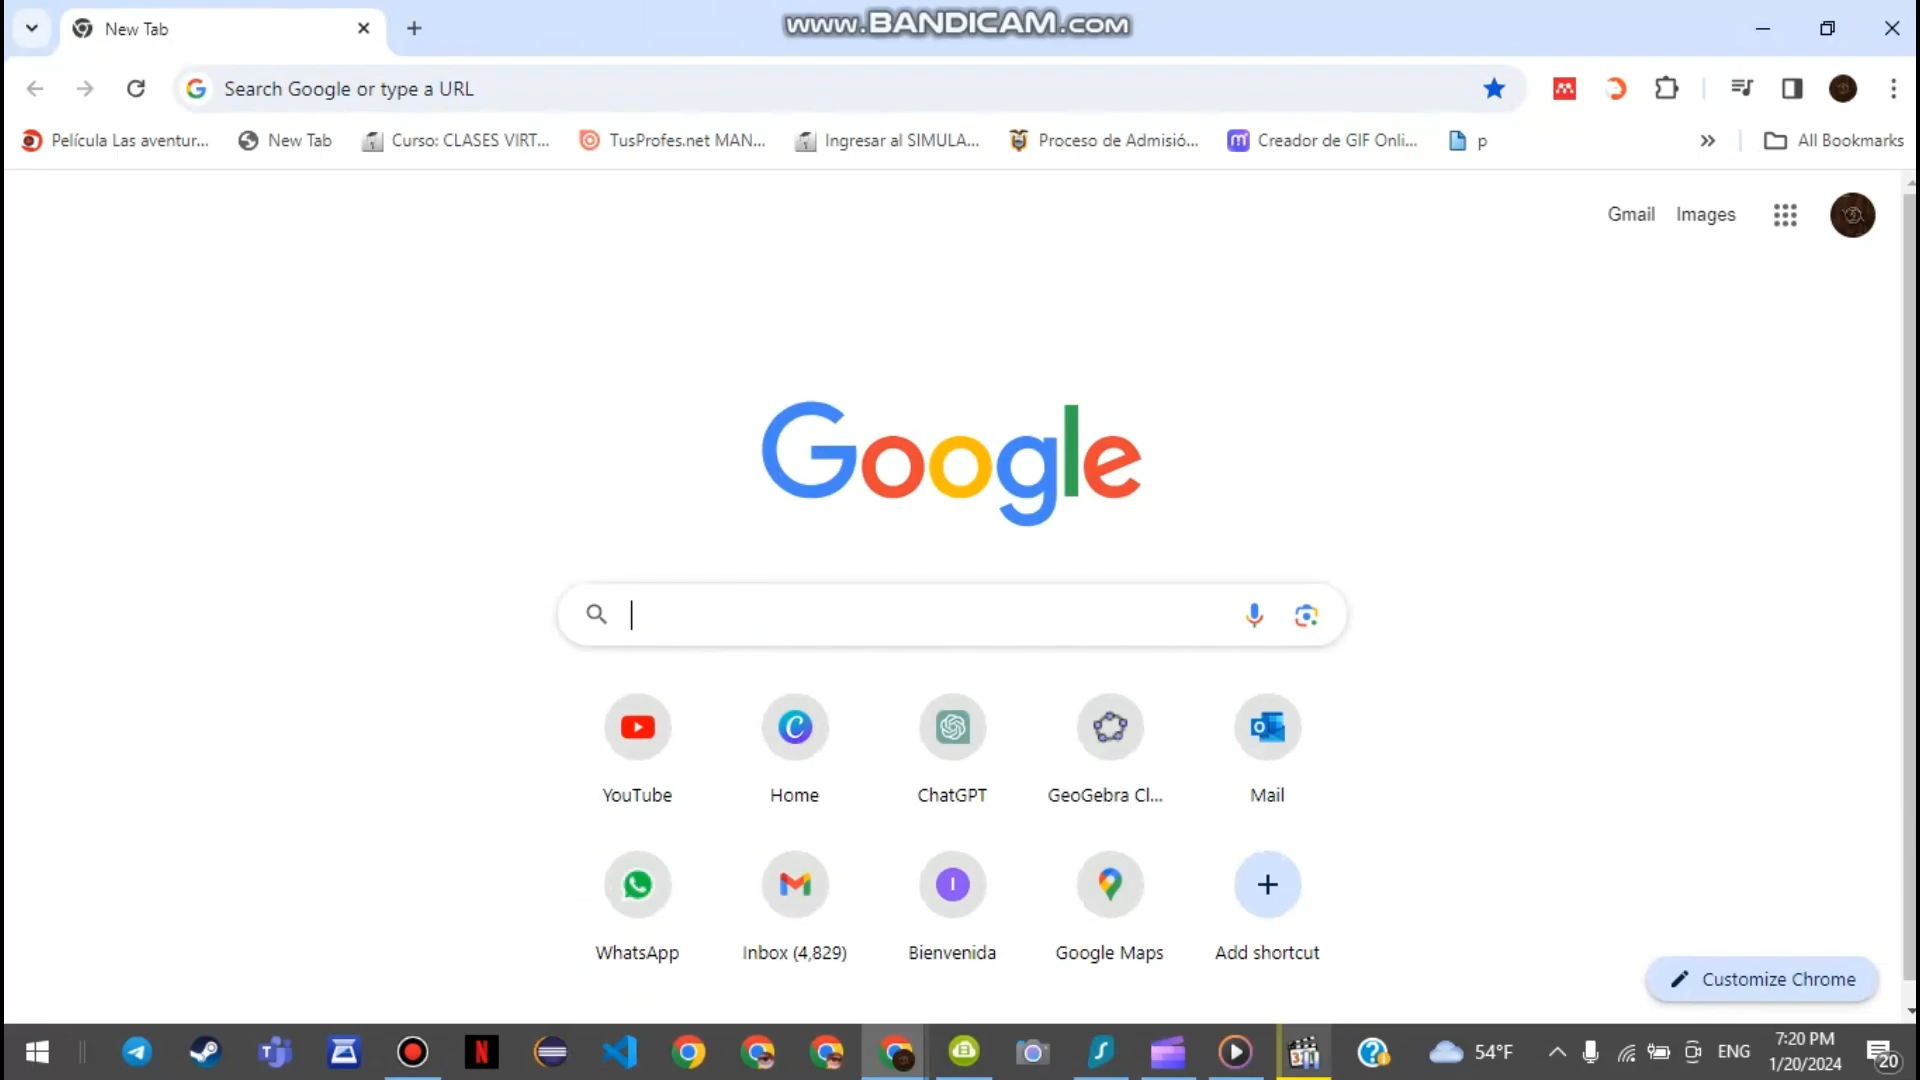 New Tab
www.BANDICAM.com
Search Google or type a URL
Película Las aventur...
New Tab
Curso: CLASES VIRT...
TusProfes.net MAN...
Ingresar al SIMULA...
Proceso de Admisió...
Creador de GIF Onli...
p
All Bookmarks
Gmail
Images
Google
YouTube
Home
ChatGPT
GeoGebra Cl...
Mail
WhatsApp
Inbox (4,829)
Bienvenida
Google Maps
Add shortcut
Customize Chrome
54°F
ENG
7:20 PM
1/20/2024
20